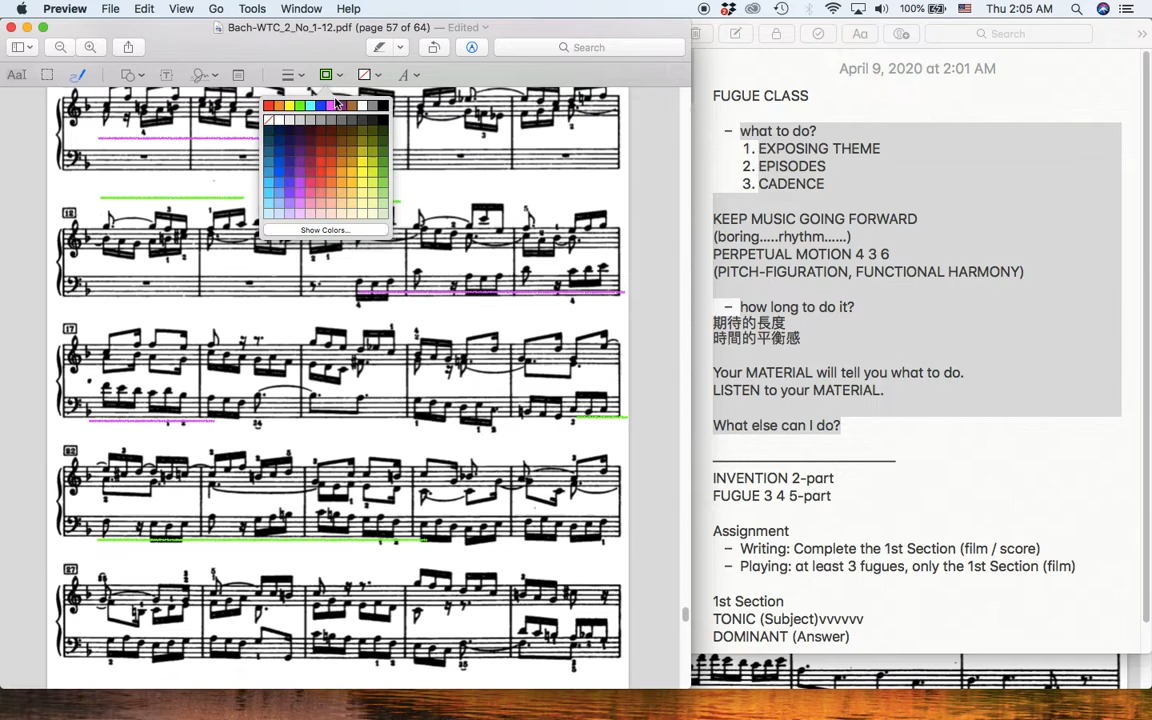 Preview File Edit View Go Tools Window Help 100% Thu 2:05 AM
Bach-WTC_2_No_1-12.pdf (page 57 of 64) — Edited
Search
Aa
Search
AaI
T
A
April 9, 2020 at 2:01 AM
Show Colors...
FUGUE CLASS
– what to do?
1. EXPOSING THEME
2. EPISODES
3. CADENCE
KEEP MUSIC GOING FORWARD
(boring.....rhythm......)
PERPETUAL MOTION 4 3 6
(PITCH-FIGURATION, FUNCTIONAL HARMONY)
– how long to do it?
期待的長度
時間的平衡感
Your MATERIAL will tell you what to do.
LISTEN to your MATERIAL.
What else can I do?
INVENTION 2-part
FUGUE 3 4 5-part
Assignment
– Writing: Complete the 1st Section (film / score)
– Playing: at least 3 fugues, only the 1st Section (film)
1st Section
TONIC (Subject)vvvvvv
DOMINANT (Answer)
17